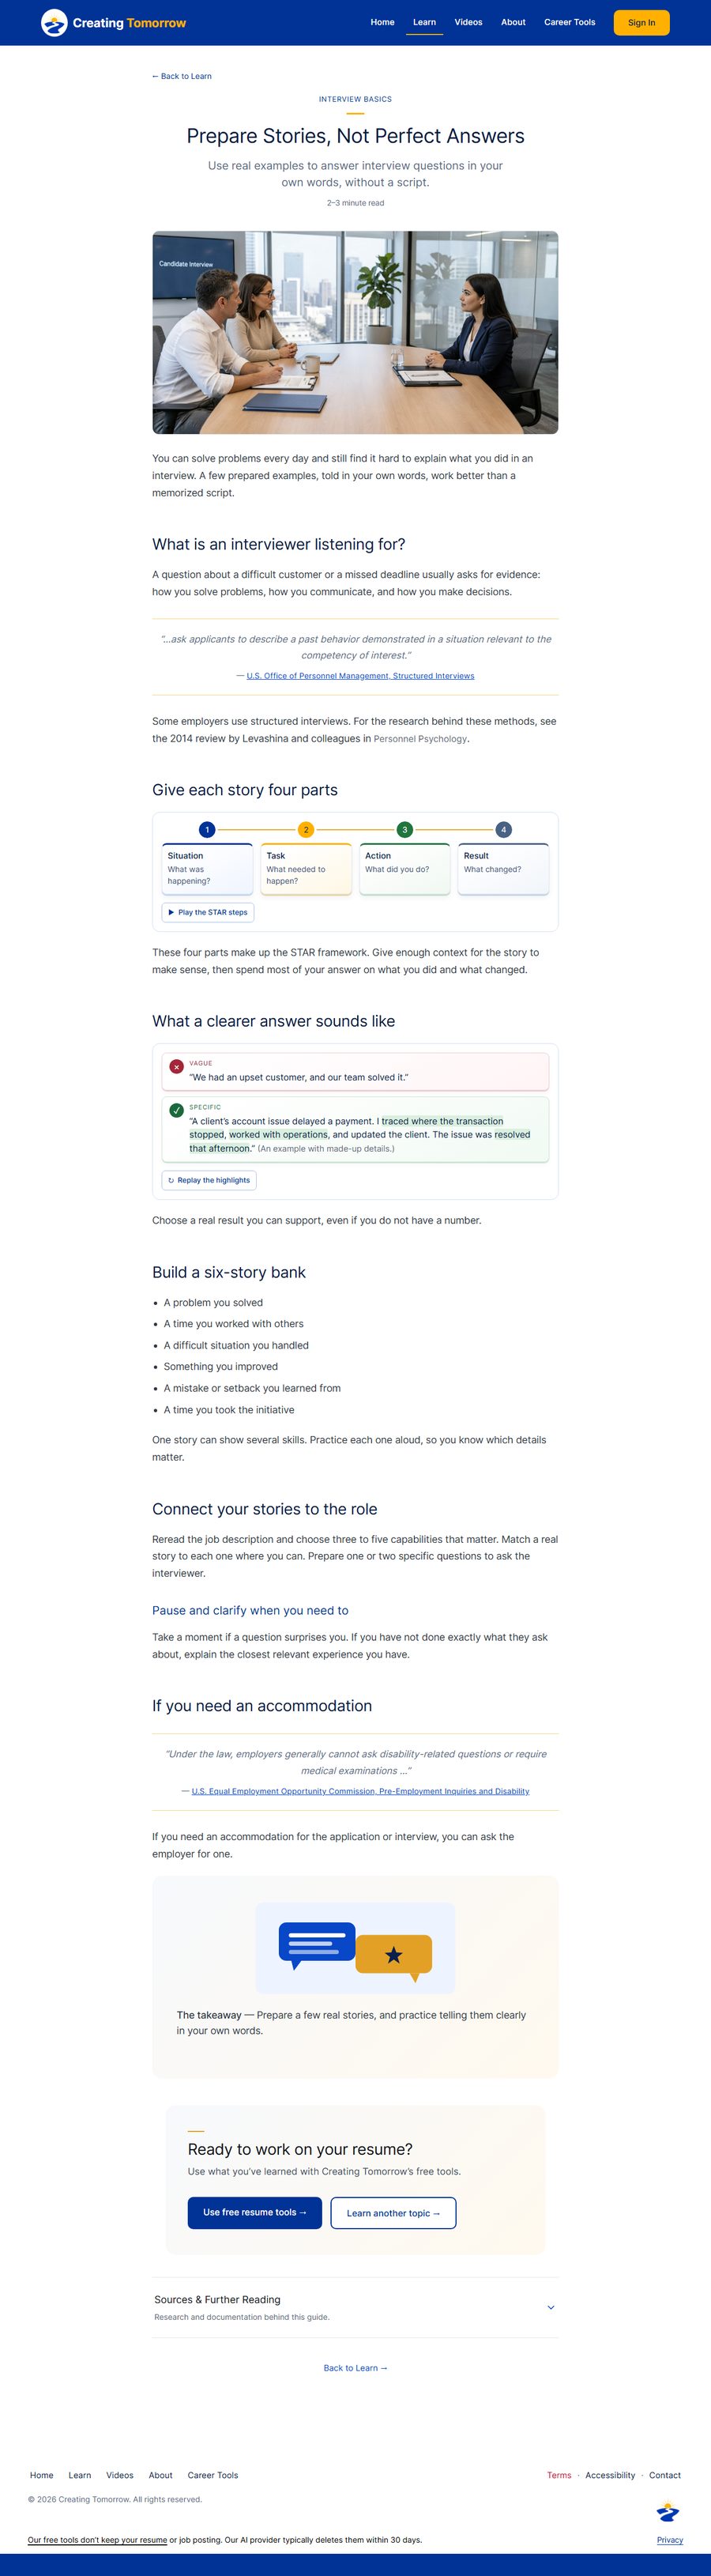 Creating Tomorrow
Home Learn Videos About Career Tools Sign In
← Back to Learn
INTERVIEW BASICS
Prepare Stories, Not Perfect Answers
Use real examples to answer interview questions in your
own words, without a script.
2–3 minute read
Candidate Interview
You can solve problems every day and still find it hard to explain what you did in an
interview. A few prepared examples, told in your own words, work better than a
memorized script.
What is an interviewer listening for?
A question about a difficult customer or a missed deadline usually asks for evidence:
how you solve problems, how you communicate, and how you make decisions.
“...ask applicants to describe a past behavior demonstrated in a situation relevant to the
competency of interest.”
— U.S. Office of Personnel Management, Structured Interviews
Some employers use structured interviews. For the research behind these methods, see
the 2014 review by Levashina and colleagues in Personnel Psychology.
Give each story four parts
1 2 3 4
Situation Task Action Result
What was What needed to What did you do? What changed?
happening? happen?
▶ Play the STAR steps
These four parts make up the STAR framework. Give enough context for the story to
make sense, then spend most of your answer on what you did and what changed.
What a clearer answer sounds like
× VAGUE
“We had an upset customer, and our team solved it.”
✓ SPECIFIC
“A client’s account issue delayed a payment. I traced where the transaction
stopped, worked with operations, and updated the client. The issue was resolved
that afternoon.” (An example with made-up details.)
↻ Replay the highlights
Choose a real result you can support, even if you do not have a number.
Build a six-story bank
• A problem you solved
• A time you worked with others
• A difficult situation you handled
• Something you improved
• A mistake or setback you learned from
• A time you took the initiative
One story can show several skills. Practice each one aloud, so you know which details
matter.
Connect your stories to the role
Reread the job description and choose three to five capabilities that matter. Match a real
story to each one where you can. Prepare one or two specific questions to ask the
interviewer.
Pause and clarify when you need to
Take a moment if a question surprises you. If you have not done exactly what they ask
about, explain the closest relevant experience you have.
If you need an accommodation
“Under the law, employers generally cannot ask disability-related questions or require
medical examinations ...”
— U.S. Equal Employment Opportunity Commission, Pre-Employment Inquiries and Disability
If you need an accommodation for the application or interview, you can ask the
employer for one.
The takeaway — Prepare a few real stories, and practice telling them clearly
in your own words.
Ready to work on your resume?
Use what you’ve learned with Creating Tomorrow’s free tools.
Use free resume tools → Learn another topic →
Sources & Further Reading
Research and documentation behind this guide.
Back to Learn →
Home Learn Videos About Career Tools Terms · Accessibility · Contact
© 2026 Creating Tomorrow. All rights reserved.
Our free tools don’t keep your resume or job posting. Our AI provider typically deletes them within 30 days. Privacy